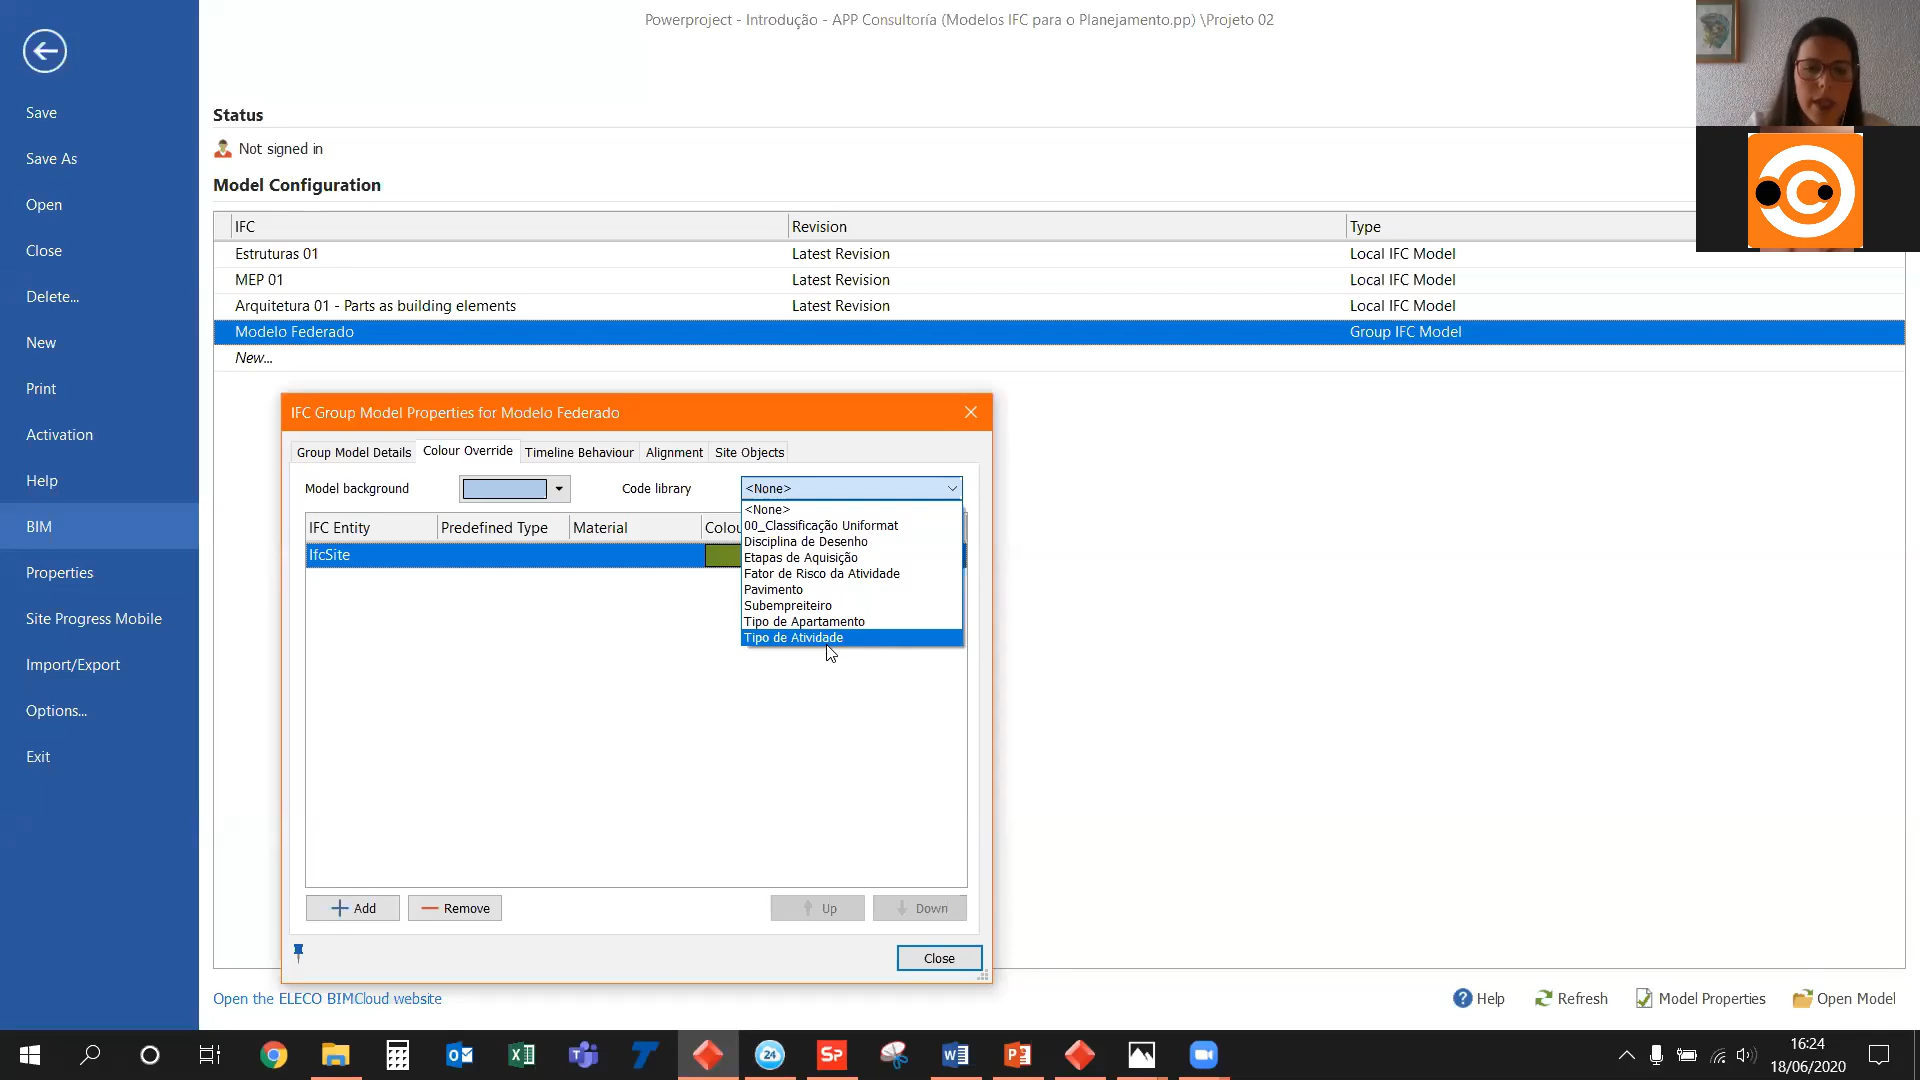 Powerproject - Introdução - APP Consultoría (Modelos IFC para o Planejamento.pp) \Projeto 02
Save
Save As
Open
Close
Delete...
New
Print
Activation
Help
BIM
Properties
Site Progress Mobile
Import/Export
Options...
Exit
Status
Not signed in
Model Configuration
IFC Revision Type
Estruturas 01 Latest Revision Local IFC Model
MEP 01 Latest Revision Local IFC Model
Arquitetura 01 - Parts as building elements Latest Revision Local IFC Model
Modelo Federado Group IFC Model
New...
IFC Group Model Properties for Modelo Federado
Group Model Details Colour Override Timeline Behaviour Alignment Site Objects
Model background Code library <None>
<None>
00_Classificação Uniformat
Disciplina de Desenho
Etapas de Aquisição
Fator de Risco da Atividade
Pavimento
Subempreiteiro
Tipo de Apartamento
Tipo de Atividade
IFC Entity Predefined Type Material Colou
IfcSite
Add Remove Up Down
Close
Open the ELECO BIMCloud website
Help Refresh Model Properties Open Model
24 SP
16:24
18/06/2020